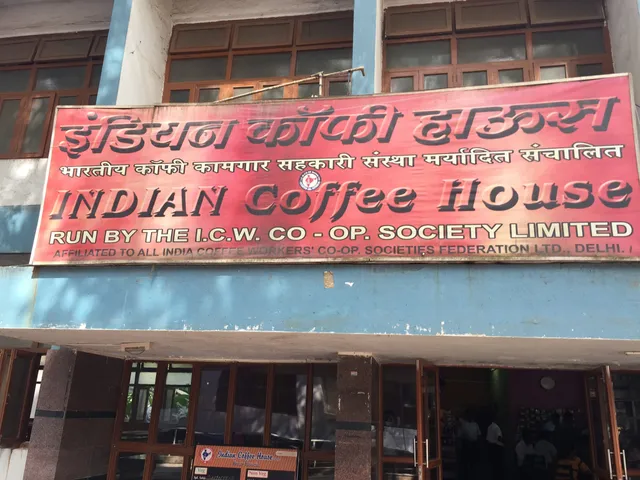 इंडियन कॉफी हाऊस
भारतीय कॉफी कामगार सहकारी संस्था मर्यादित संचालित
INDIAN Coffee House
RUN BY THE I.C.W. CO - OP. SOCIETY LIMITED
AFFILIATED TO ALL INDIA COFFEE WORKERS' CO-OP. SOCIETIES FEDERATION LTD., DELHI.
Indian Coffee House